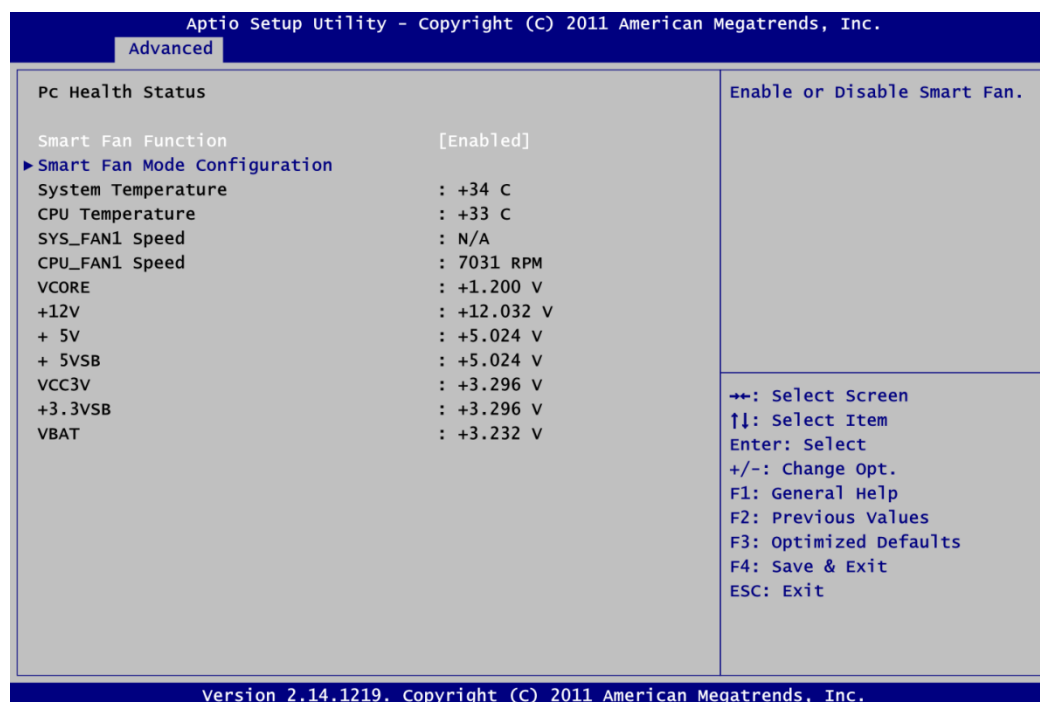 Aptio Setup Utility – Copyright (C) 2011 American Megatrends, Inc.
Advanced
Pc Health Status
Smart Fan Function [Enabled]
▶Smart Fan Mode Configuration
System Temperature : +34 C
CPU Temperature : +33 C
SYS_FAN1 Speed : N/A
CPU_FAN1 Speed : 7031 RPM
VCORE : +1.200 V
+12V : +12.032 V
+ 5V : +5.024 V
+ 5VSB : +5.024 V
VCC3V : +3.296 V
+3.3VSB : +3.296 V
VBAT : +3.232 V
Enable or Disable Smart Fan.
→←: Select Screen
↑↓: Select Item
Enter: Select
+/-: Change Opt.
F1: General Help
F2: Previous Values
F3: Optimized Defaults
F4: Save & Exit
ESC: Exit
Version 2.14.1219. Copyright (C) 2011 American Megatrends, Inc.